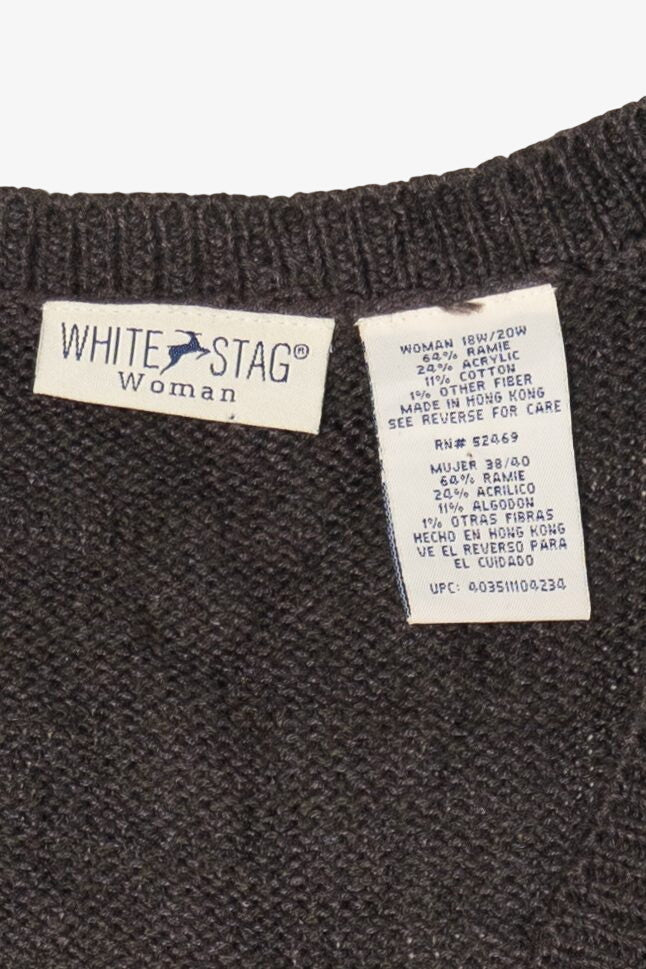 WHITE STAG®
Woman
WOMAN 18W/20W
64% RAMIE
24% ACRYLIC
11% COTTON
1% OTHER FIBER
MADE IN HONG KONG
SEE REVERSE FOR CARE
RN# 52469
MUJER 38/40
64% RAMIE
24% ACRILICO
11% ALGODON
1% OTRAS FIBRAS
HECHO EN HONG KONG
VE EL REVERSO PARA
EL CUIDADO
UPC: 403511104234